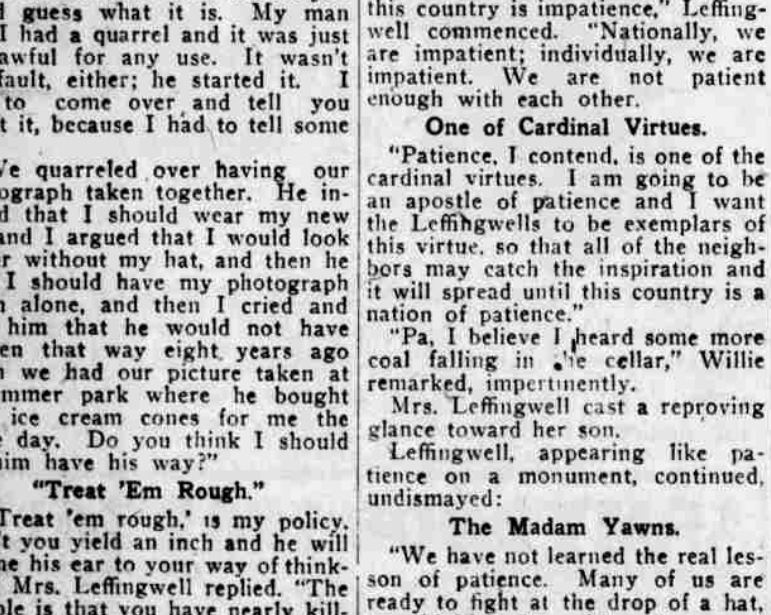 guess what it is. My man
I had a quarrel and it was just
awful for any use. It wasn't
fault, either; he started it. I
to come over and tell you
it, because I had to tell some
quarreled over having our
taken together. He in-
that I should wear my new
and I argued that I would look
without my hat, and then he
I should have my photograph
alone, and then I cried and
him that he would not have
that way eight years ago
we had our picture taken at
park where he bought
ice cream cones for me the
day. Do you think I should
him have his way?"
"Treat 'Em Rough."
Treat 'em rough,' is my policy.
you yield an inch and he will
his ear to your way of think-
Mrs. Leffingwell replied. "The
is that you have nearly kill-
this country is impatience," Leffing-
well commenced. "Nationally, we
are impatient; individually, we are
impatient. We are not patient
enough with each other.
One of Cardinal Virtues.
"Patience, I contend, is one of the
cardinal virtues. I am going to be
an apostle of patience and I want
the Leffingwells to be exemplars of
this virtue, so that all of the neigh-
bors may catch the inspiration and
it will spread until this country is a
nation of patience."
"Pa, I believe I heard some more
coal falling in the cellar," Willie
remarked, impertinently.
Mrs. Leffingwell cast a reproving
glance toward her son.
Leffingwell, appearing like pa-
tience on a monument, continued,
undismayed:
The Madam Yawns.
"We have not learned the real les-
son of patience. Many of us are
ready to fight at the drop of a hat,